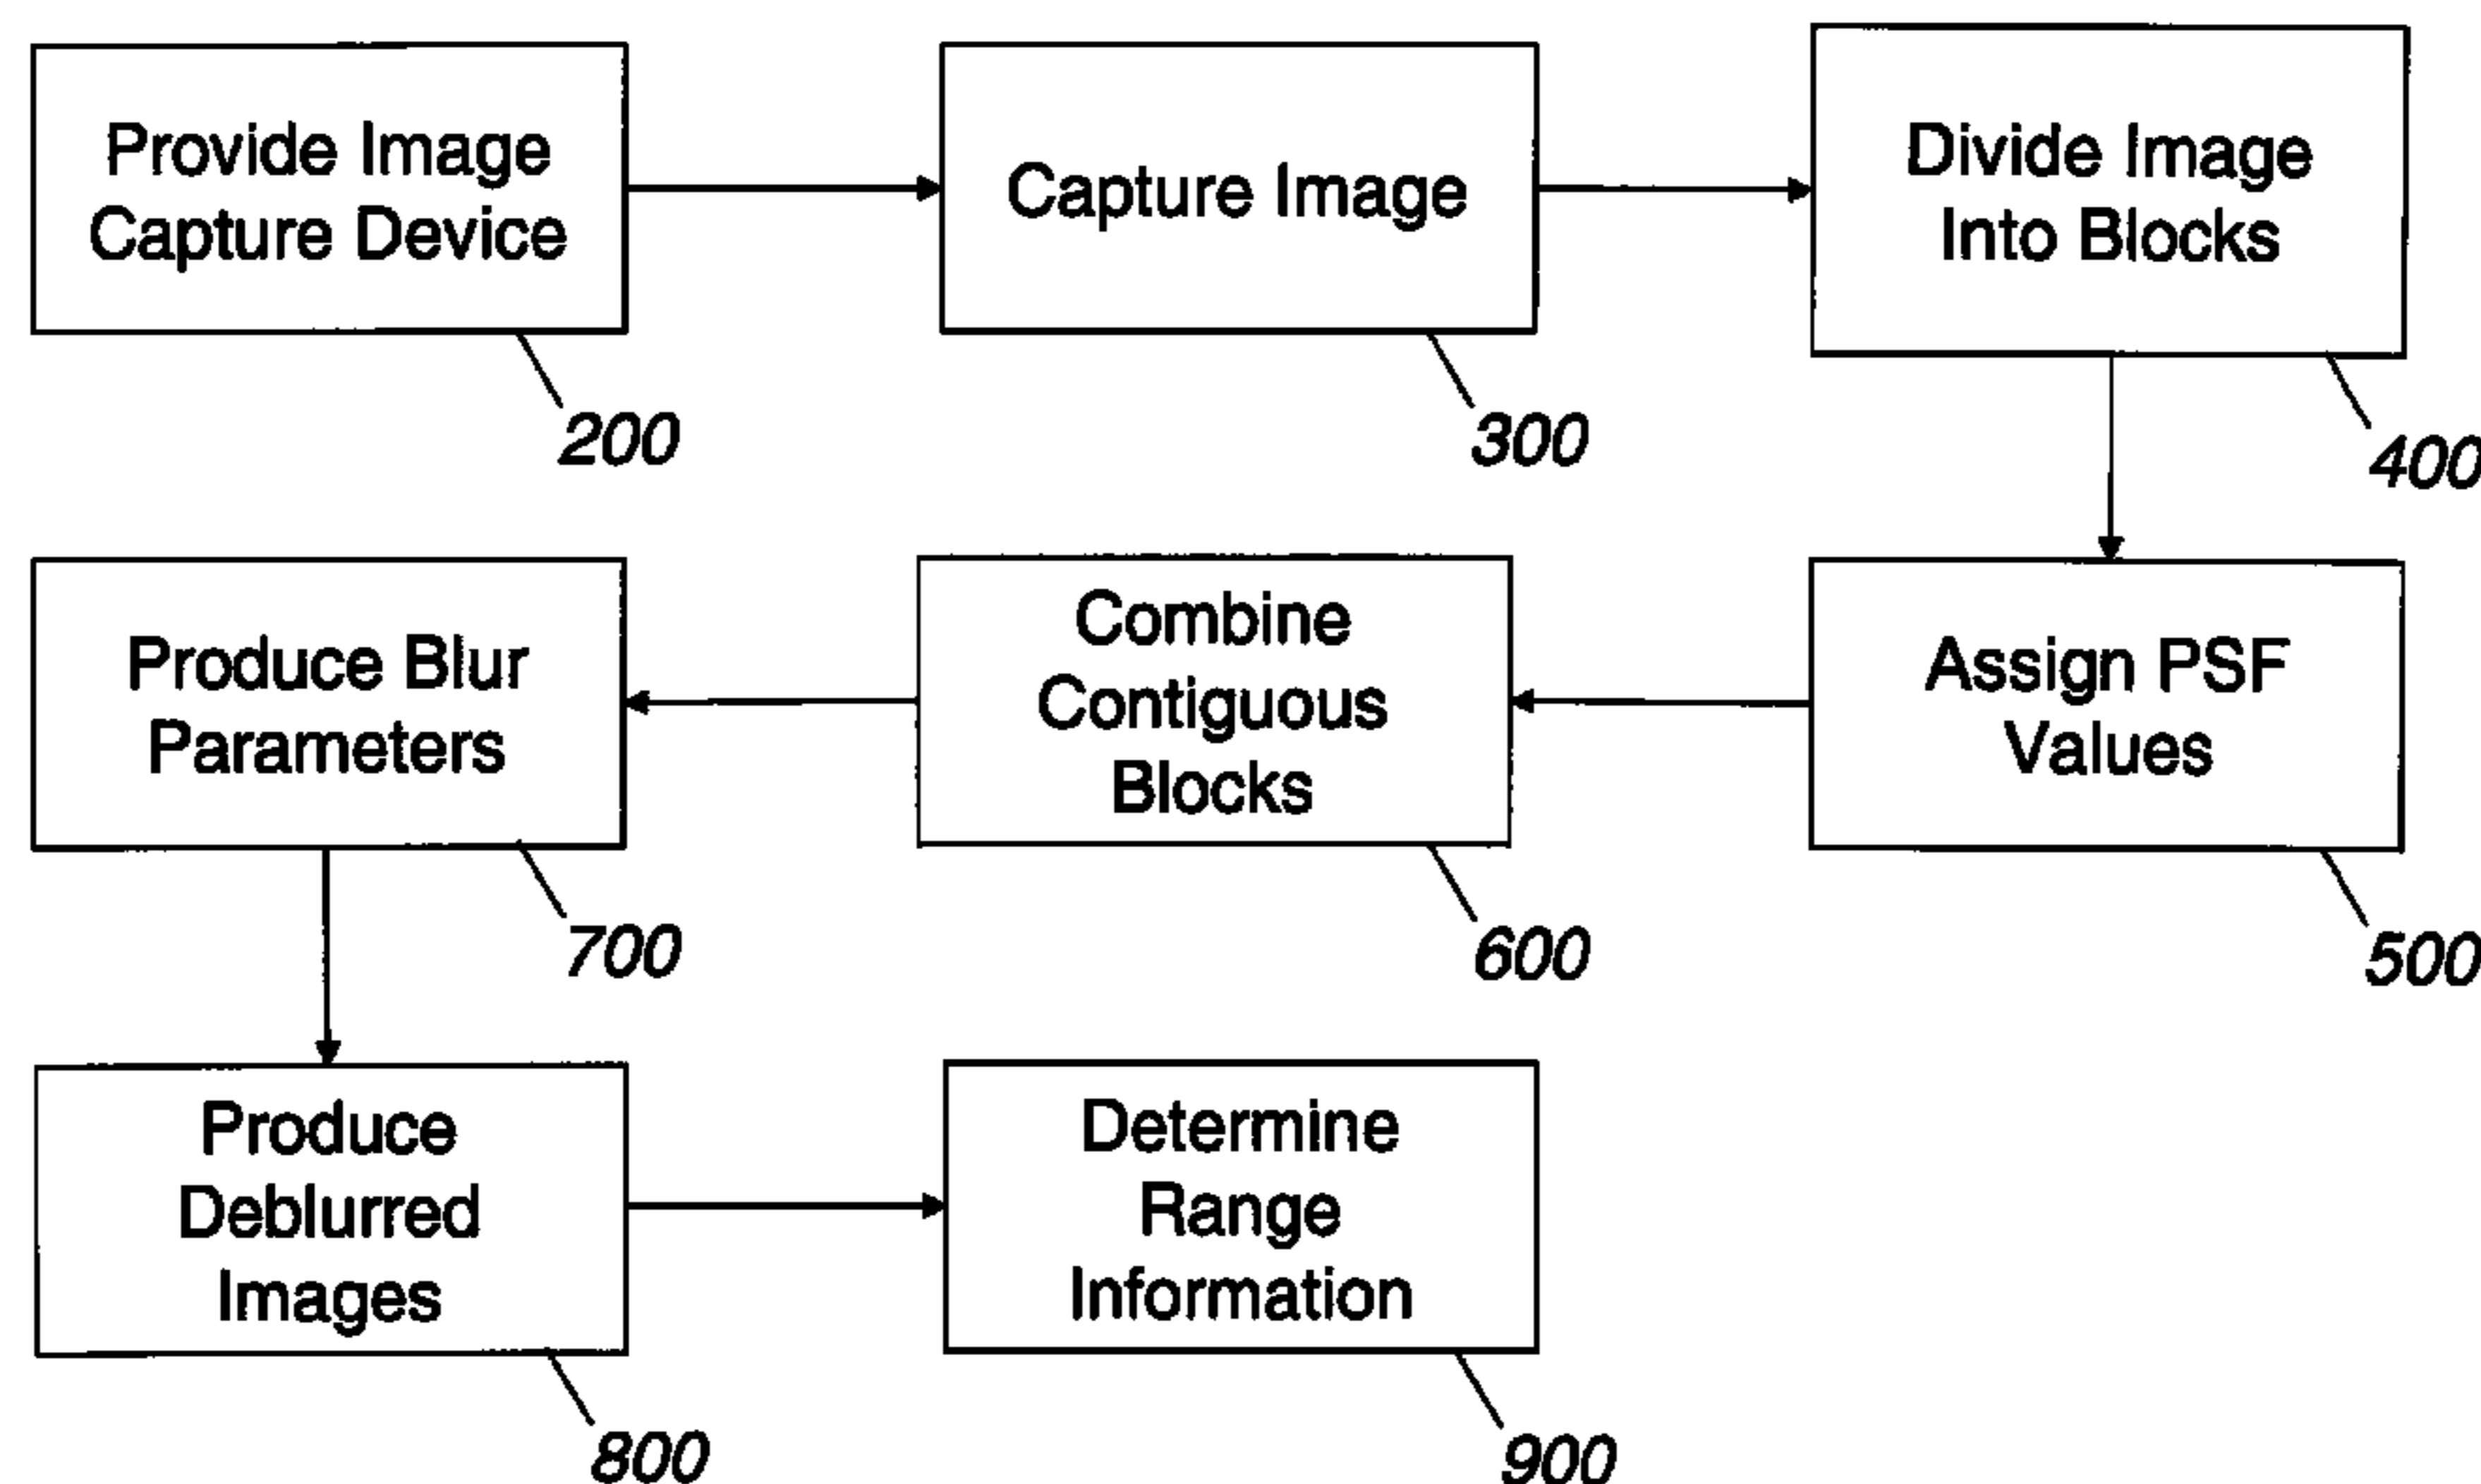 Provide Image
Capture Device
200
Capture Image
300
Divide Image
Into Blocks
400
Assign PSF
Values
500
Combine
Contiguous
Blocks
600
Produce Blur
Parameters
700
Produce
Deblurred
Images
800
Determine
Range
Information
900